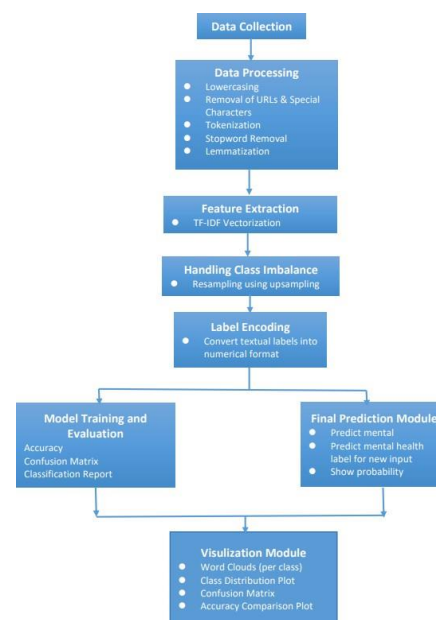 Data Collection
Data Processing
Lowercasing
Removal of URLs & Special
Characters
Tokenization
Stopword Removal
Lemmatization
Feature Extraction
TF-IDF Vectorization
Handling Class Imbalance
Resampling using upsampling
Label Encoding
Convert textual labels into
numerical format
Model Training and
Evaluation
Accuracy
Confusion Matrix
Classification Report
Final Prediction Module
Predict mental
Predict mental health
label for new input
Show probability
Visulization Module
Word Clouds (per class)
Class Distribution Plot
Confusion Matrix
Accuracy Comparison Plot